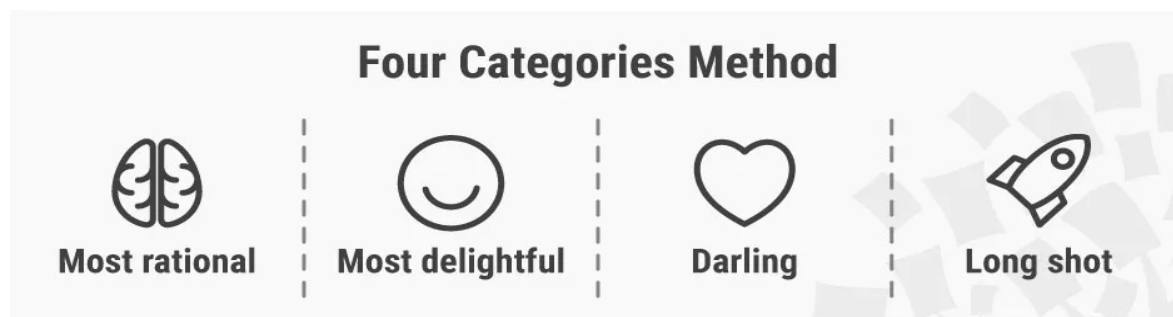 Four Categories Method
Most rational
Most delightful
Darling
Long shot